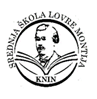 SREDNJA ŠKOLA LOVRE MONTIJA
KNIN